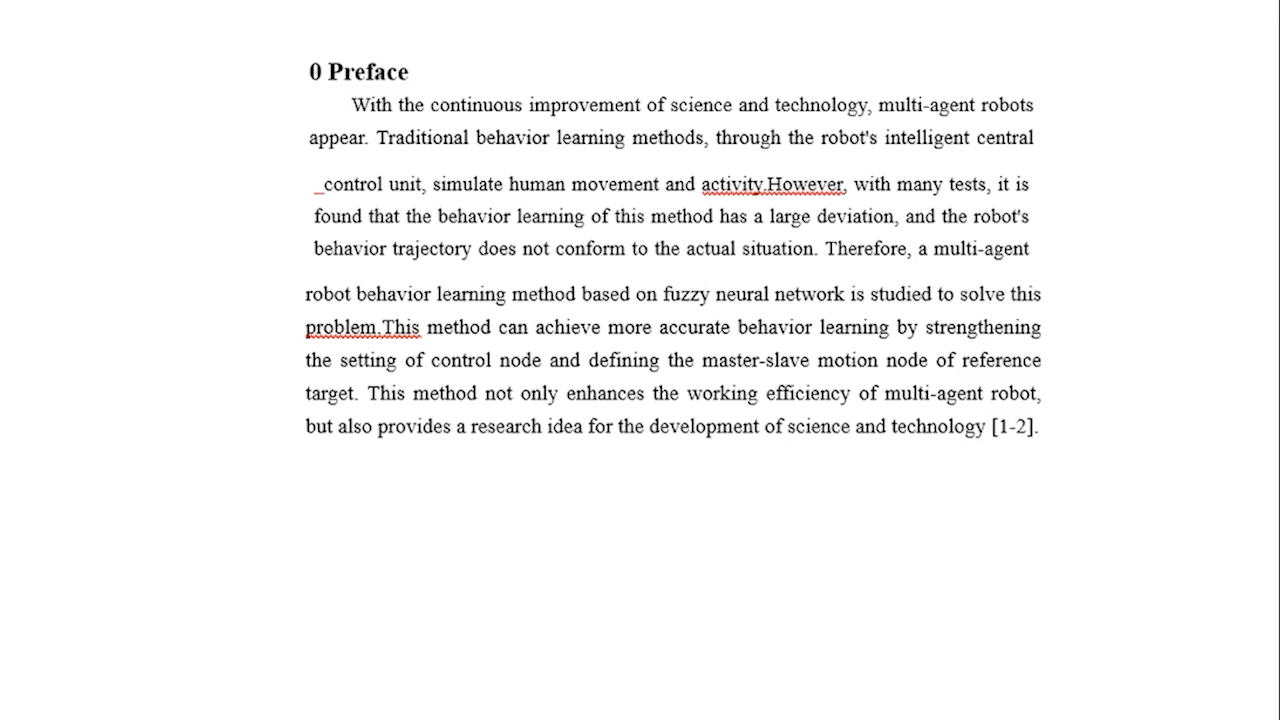 0 Preface
With the continuous improvement of science and technology, multi-agent robots
appear. Traditional behavior learning methods, through the robot's intelligent central
_control unit, simulate human movement and activity.However, with many tests, it is
found that the behavior learning of this method has a large deviation, and the robot's
behavior trajectory does not conform to the actual situation. Therefore, a multi-agent
robot behavior learning method based on fuzzy neural network is studied to solve this
problem.This method can achieve more accurate behavior learning by strengthening
the setting of control node and defining the master-slave motion node of reference
target. This method not only enhances the working efficiency of multi-agent robot,
but also provides a research idea for the development of science and technology [1-2].